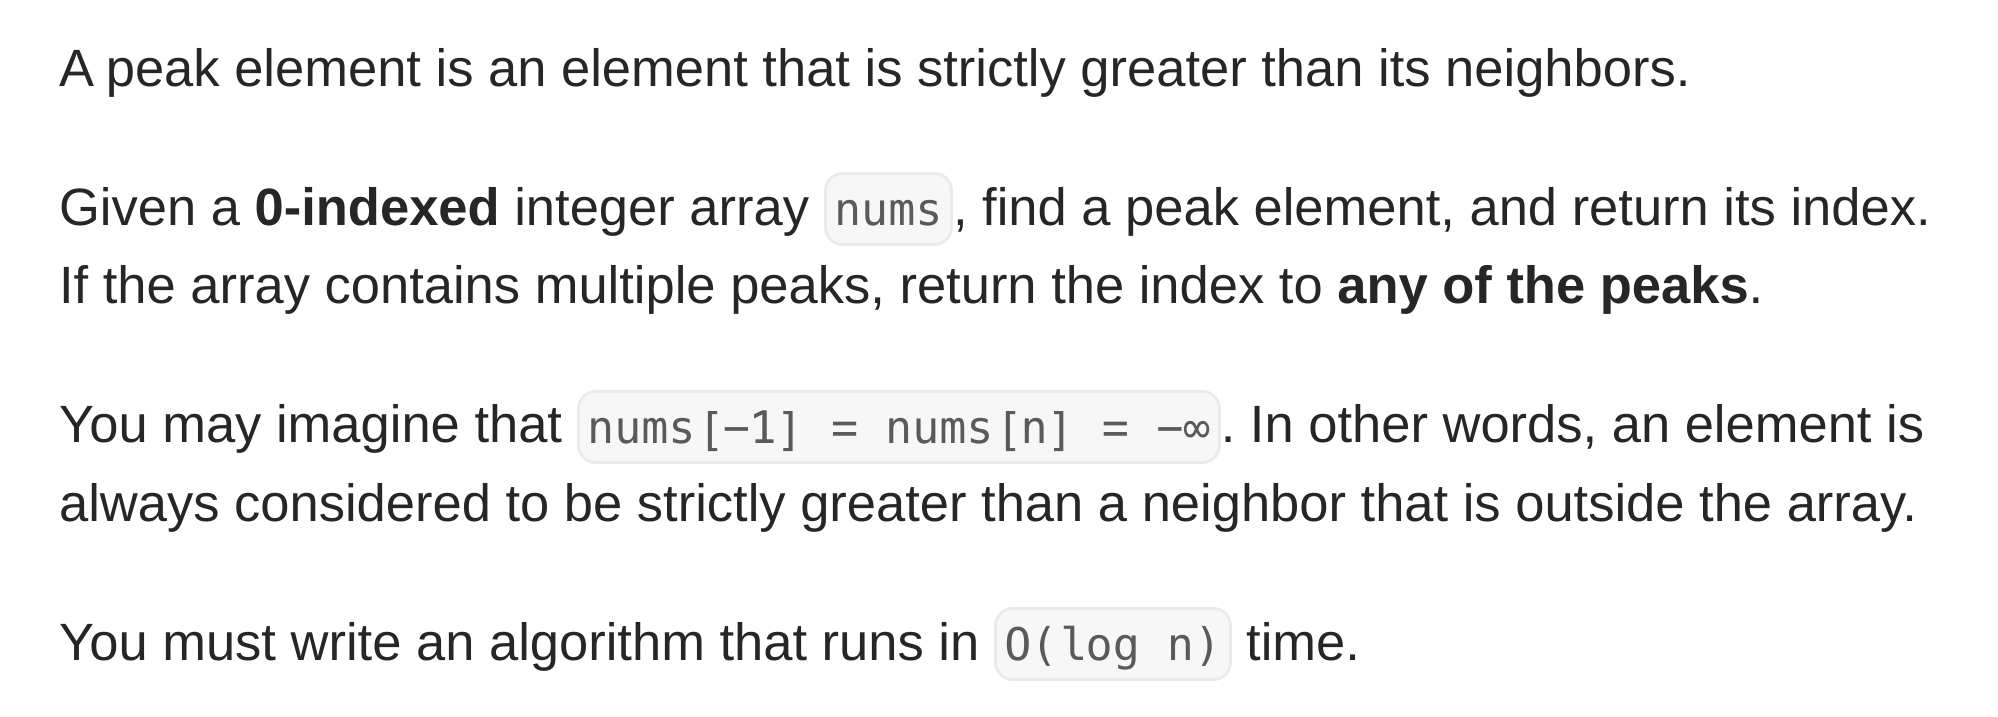 A peak element is an element that is strictly greater than its neighbors.
Given a 0-indexed integer array nums, find a peak element, and return its index.
If the array contains multiple peaks, return the index to any of the peaks.
You may imagine that nums[-1] = nums[n] = -∞. In other words, an element is
always considered to be strictly greater than a neighbor that is outside the array.
You must write an algorithm that runs in O(log n) time.